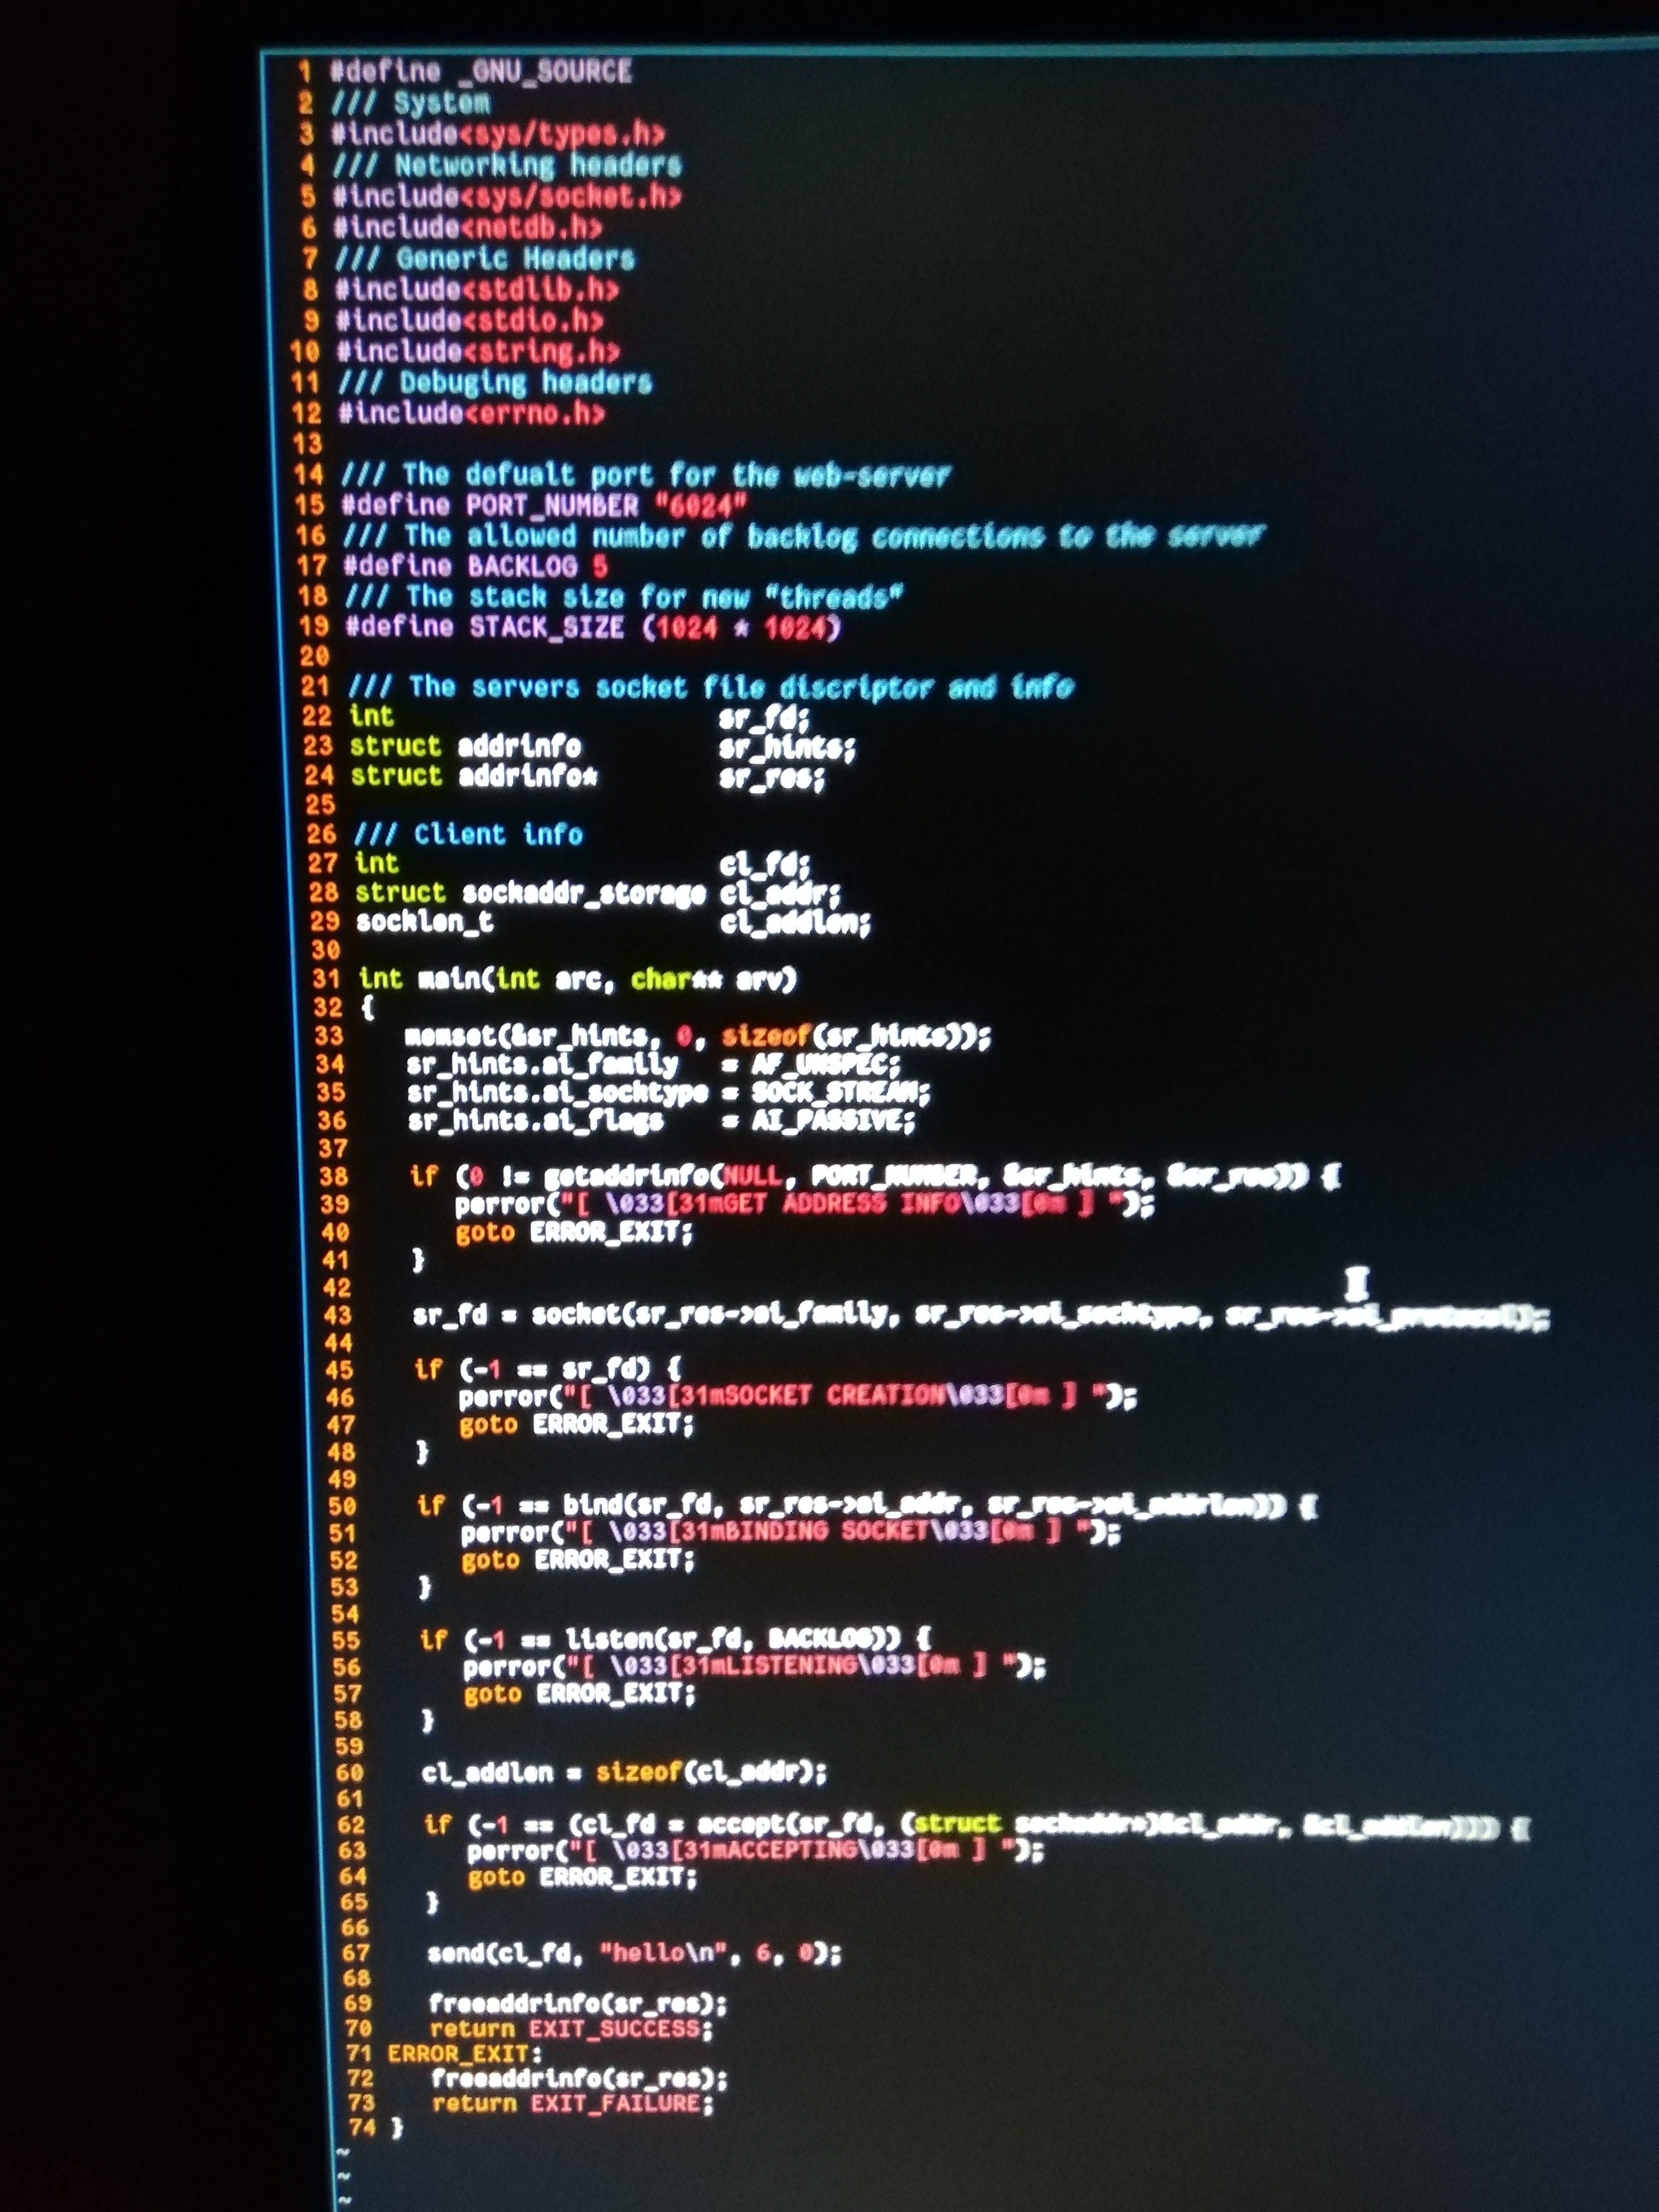 1 #define _GNU_SOURCE
2 /// System
3 #include<sys/types.h>
4 /// Networking headers
5 #include<sys/socket.h>
6 #include<netdb.h>
7 /// Generic Headers
8 #include<stdlib.h>
9 #include<stdio.h>
10 #include<string.h>
11 /// Debuging headers
12 #include<errno.h>
13
14 /// The defualt port for the web-server
15 #define PORT_NUMBER "6024"
16 /// The allowed number of backlog connections to the server
17 #define BACKLOG 5
18 /// The stack size for new "threads"
19 #define STACK_SIZE (1024 * 1024)
20
21 /// The servers socket file discriptor and info
22 int sr_fd;
23 struct addrinfo sr_hints;
24 struct addrinfo* sr_res;
25
26 /// Client info
27 int cl_fd;
28 struct sockaddr_storage cl_addr;
29 socklen_t cl_addlen;
30
31 int main(int arc, char** arv)
32 {
33 memset(&sr_hints, 0, sizeof(sr_hints));
34 sr_hints.ai_family = AF_UNSPEC;
35 sr_hints.ai_socktype = SOCK_STREAM;
36 sr_hints.ai_flags = AI_PASSIVE;
37
38 if (0 != getaddrinfo(NULL, PORT_NUMBER, &sr_hints, &sr_res)) {
39 perror("[ \033[31mGET ADDRESS INFO\033[0m ] ");
40 goto ERROR_EXIT;
41 }
42
43 sr_fd = socket(sr_res->ai_family, sr_res->ai_socktype, sr_res->ai_protocol);
44
45 if (-1 == sr_fd) {
46 perror("[ \033[31mSOCKET CREATION\033[0m ] ");
47 goto ERROR_EXIT;
48 }
49
50 if (-1 == bind(sr_fd, sr_res->ai_addr, sr_res->ai_addrlen)) {
51 perror("[ \033[31mBINDING SOCKET\033[0m ] ");
52 goto ERROR_EXIT;
53 }
54
55 if (-1 == listen(sr_fd, BACKLOG)) {
56 perror("[ \033[31mLISTENING\033[0m ] ");
57 goto ERROR_EXIT;
58 }
59
60 cl_addlen = sizeof(cl_addr);
61
62 if (-1 == (cl_fd = accept(sr_fd, (struct sockaddr*)&cl_addr, &cl_addlen))) {
63 perror("[ \033[31mACCEPTING\033[0m ] ");
64 goto ERROR_EXIT;
65 }
66
67 send(cl_fd, "hello\n", 6, 0);
68
69 freeaddrinfo(sr_res);
70 return EXIT_SUCCESS;
71 ERROR_EXIT:
72 freeaddrinfo(sr_res);
73 return EXIT_FAILURE;
74 }
~
~
~